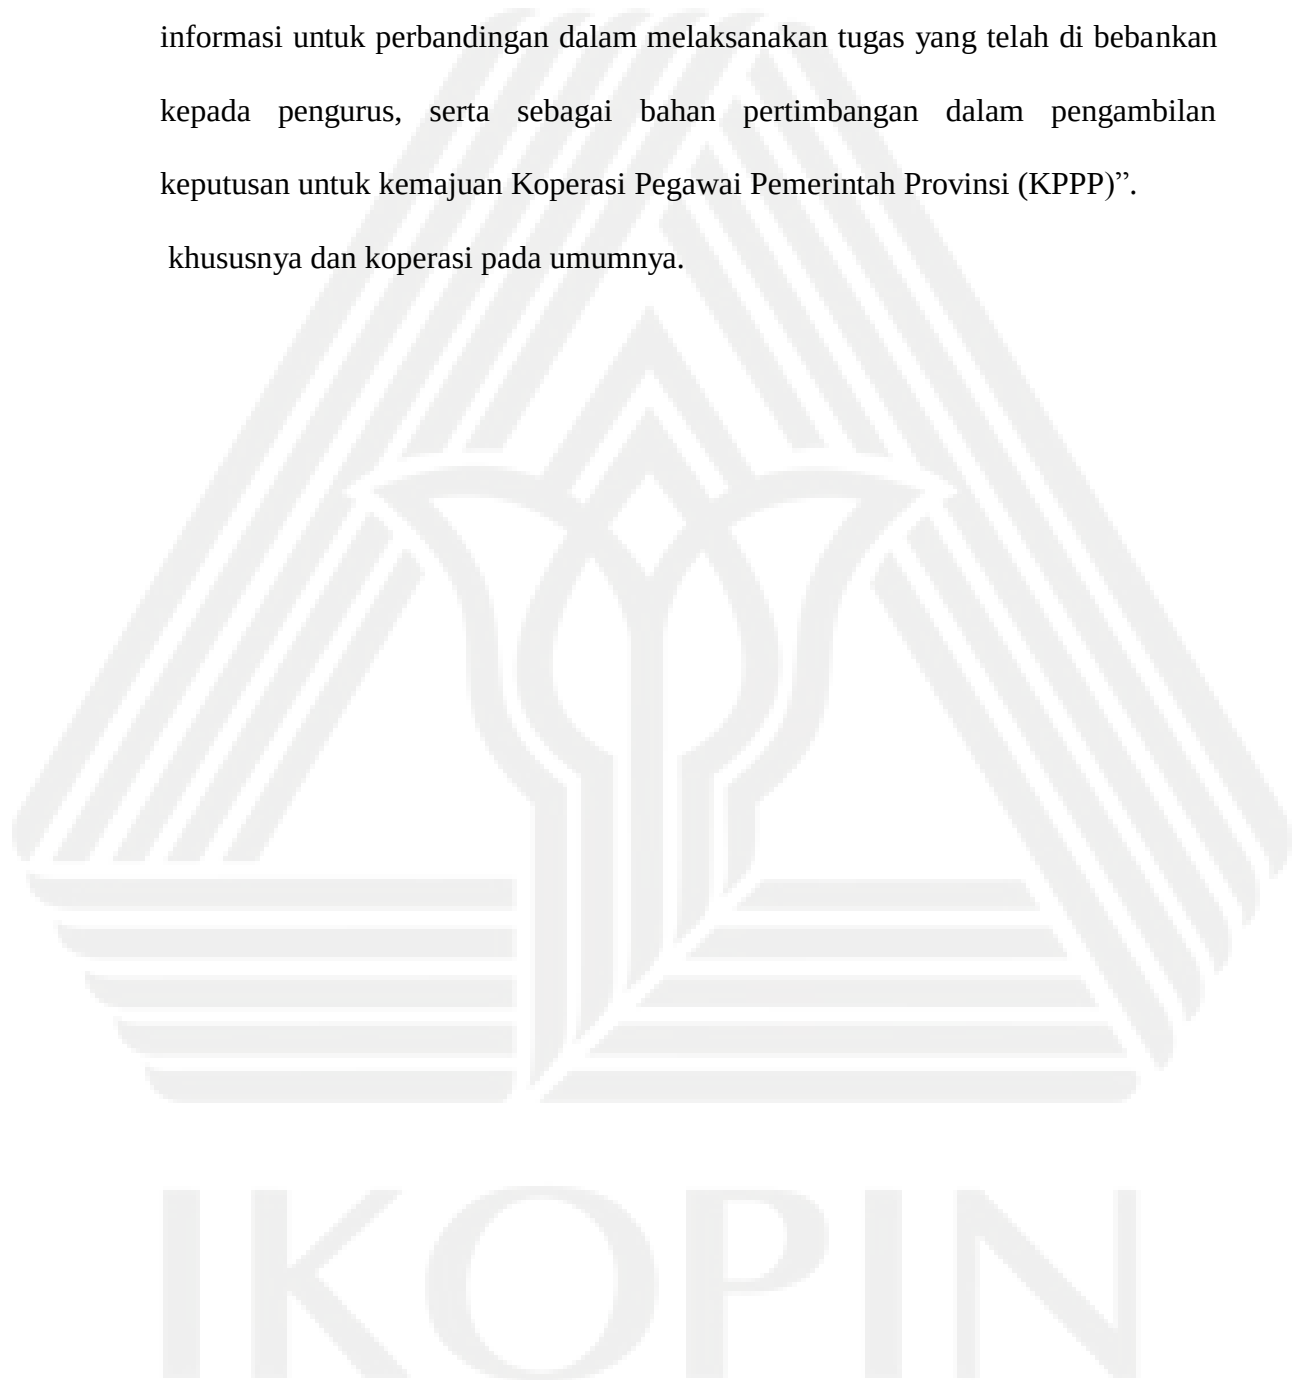 informasi untuk perbandingan dalam melaksanakan tugas yang telah di bebankan
kepada pengurus, serta sebagai bahan pertimbangan dalam pengambilan
keputusan untuk kemajuan Koperasi Pegawai Pemerintah Provinsi (KPPP)”.
khususnya dan koperasi pada umumnya.
IKOPIN